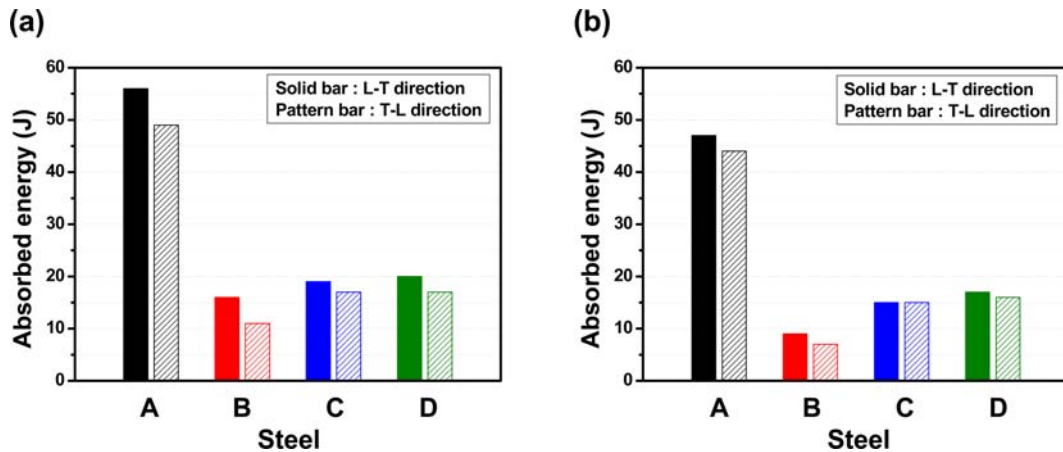 (a)
Absorbed energy (J)
60
50
40
30
20
10
0
Solid bar : L-T direction
Pattern bar : T-L direction
A B C D
Steel
(b)
Absorbed energy (J)
60
50
40
30
20
10
0
Solid bar : L-T direction
Pattern bar : T-L direction
A B C D
Steel